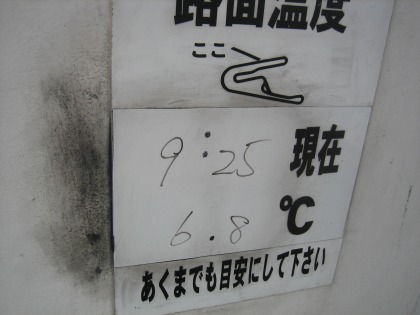 路面温度
ここ
9:25 現在
6.8 ℃
あくまでも目安にして下さい